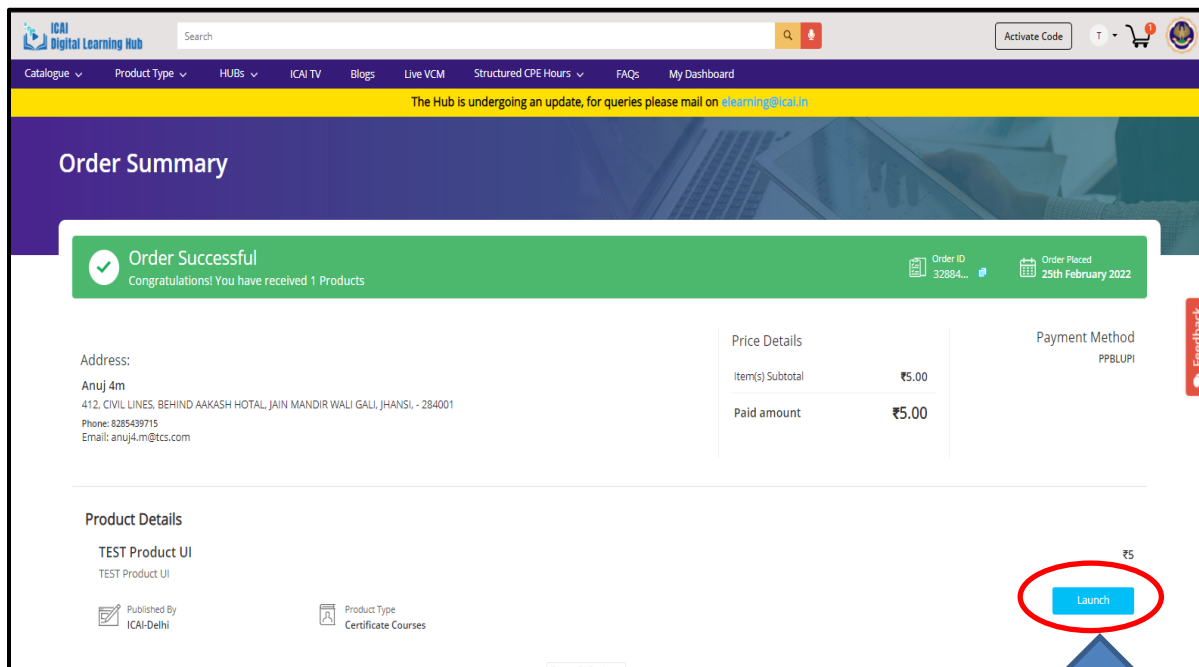 ICAI
Digital Learning Hub
Search
Activate Code
T
1
Catalogue
Product Type
HUBs
ICAI TV
Blogs
Live VCM
Structured CPE Hours
FAQs
My Dashboard
The Hub is undergoing an update, for queries please mail on elearning@icai.in
Order Summary
Order Successful
Congratulations! You have received 1 Products
Order ID
32884...
Order Placed
25th February 2022
Address:
Anuj 4m
412, CIVIL LINES, BEHIND AAKASH HOTAL, JAIN MANDIR WALI GALI, JHANSI, - 284001
Phone: 8285439715
Email: anuj4.m@tcs.com
Price Details
Item(s) Subtotal ₹5.00
Paid amount ₹5.00
Payment Method
PPBLUPI
Feedback
Product Details
TEST Product UI
₹5
TEST Product UI
Published By
ICAI-Delhi
Product Type
Certificate Courses
Launch